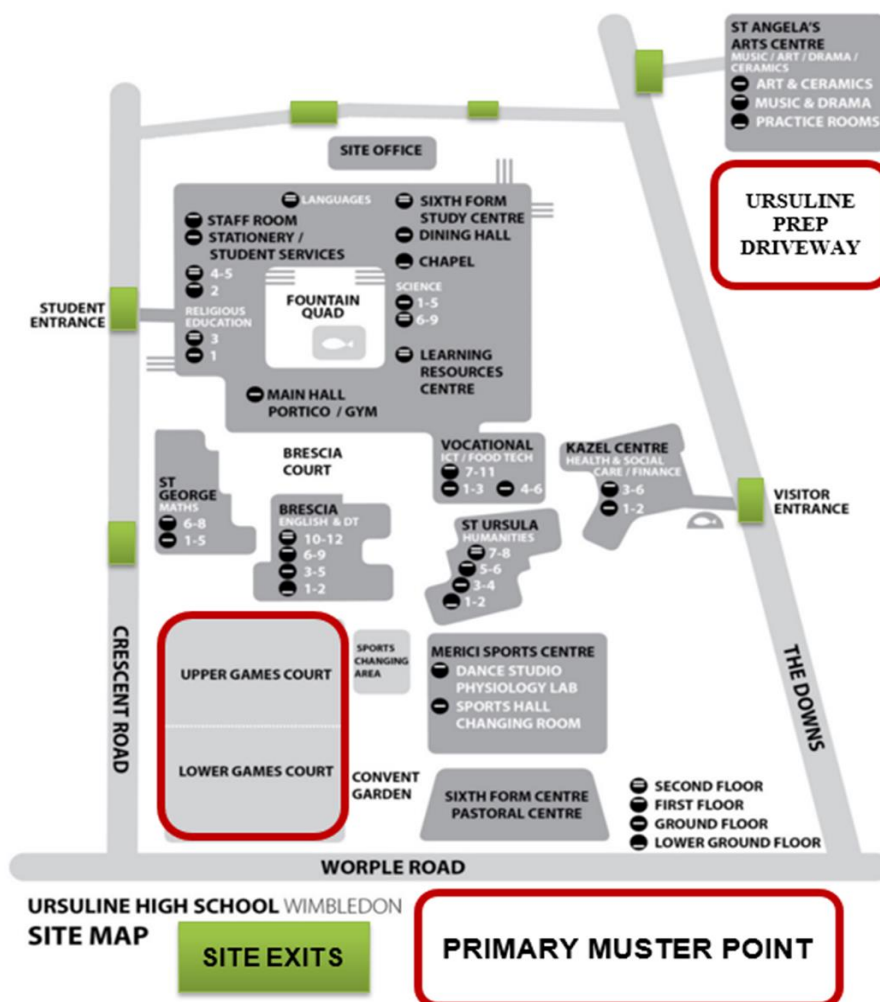 ST ANGELA'S
ARTS CENTRE
MUSIC / ART / DRAMA /
CERAMICS
ART & CERAMICS
MUSIC & DRAMA
PRACTICE ROOMS
URSULINE
PREP
DRIVEWAY
SITE OFFICE
LANGUAGES
STAFF ROOM
STATIONERY /
STUDENT SERVICES
4-5
2
RELIGIOUS
EDUCATION
3
1
SIXTH FORM
STUDY CENTRE
DINING HALL
CHAPEL
SCIENCE
1-5
6-9
LEARNING
RESOURCES
CENTRE
FOUNTAIN
QUAD
STUDENT
ENTRANCE
MAIN HALL
PORTICO / GYM
BRESCIA
COURT
VOCATIONAL
ICT / FOOD TECH
7-11
1-3 4-6
KAZEL CENTRE
HEALTH & SOCIAL
CARE / FINANCE
3-6
1-2
VISITOR
ENTRANCE
ST
GEORGE
MATHS
6-8
1-5
BRESCIA
ENGLISH & DT
10-12
6-9
3-5
1-2
ST URSULA
HUMANITIES
7-8
5-6
3-4
1-2
CRESCENT ROAD
UPPER GAMES COURT
LOWER GAMES COURT
SPORTS
CHANGING
AREA
MERICI SPORTS CENTRE
DANCE STUDIO
PHYSIOLOGY LAB
SPORTS HALL
CHANGING ROOM
THE DOWNS
CONVENT
GARDEN
SIXTH FORM CENTRE
PASTORAL CENTRE
SECOND FLOOR
FIRST FLOOR
GROUND FLOOR
LOWER GROUND FLOOR
WORPLE ROAD
URSULINE HIGH SCHOOL WIMBLEDON
SITE MAP
SITE EXITS
PRIMARY MUSTER POINT